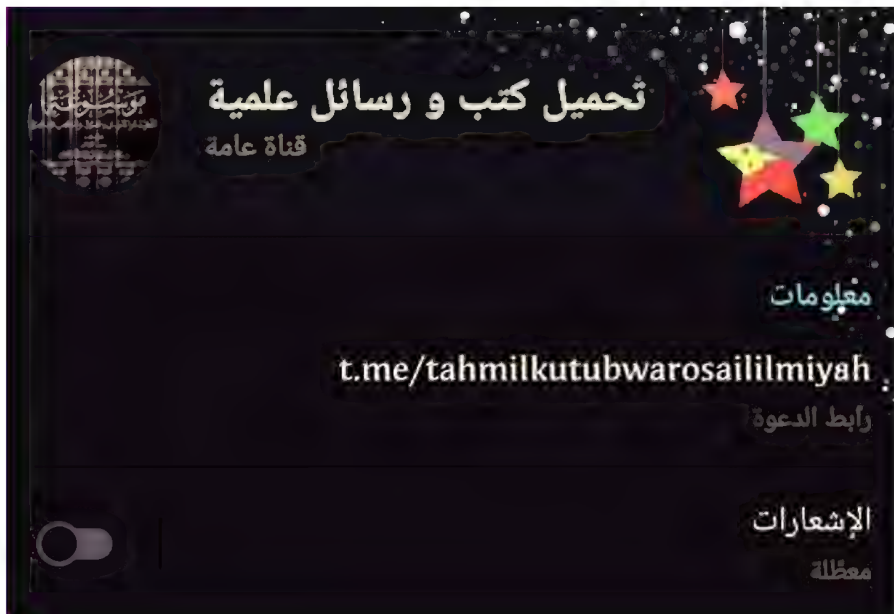 تحميل كتب و رسائل علمية
قناة عامة
معلومات
t.me/tahmilkutubwarosaililmiyah
رابط الدعوة
الإشعارات
معطلة